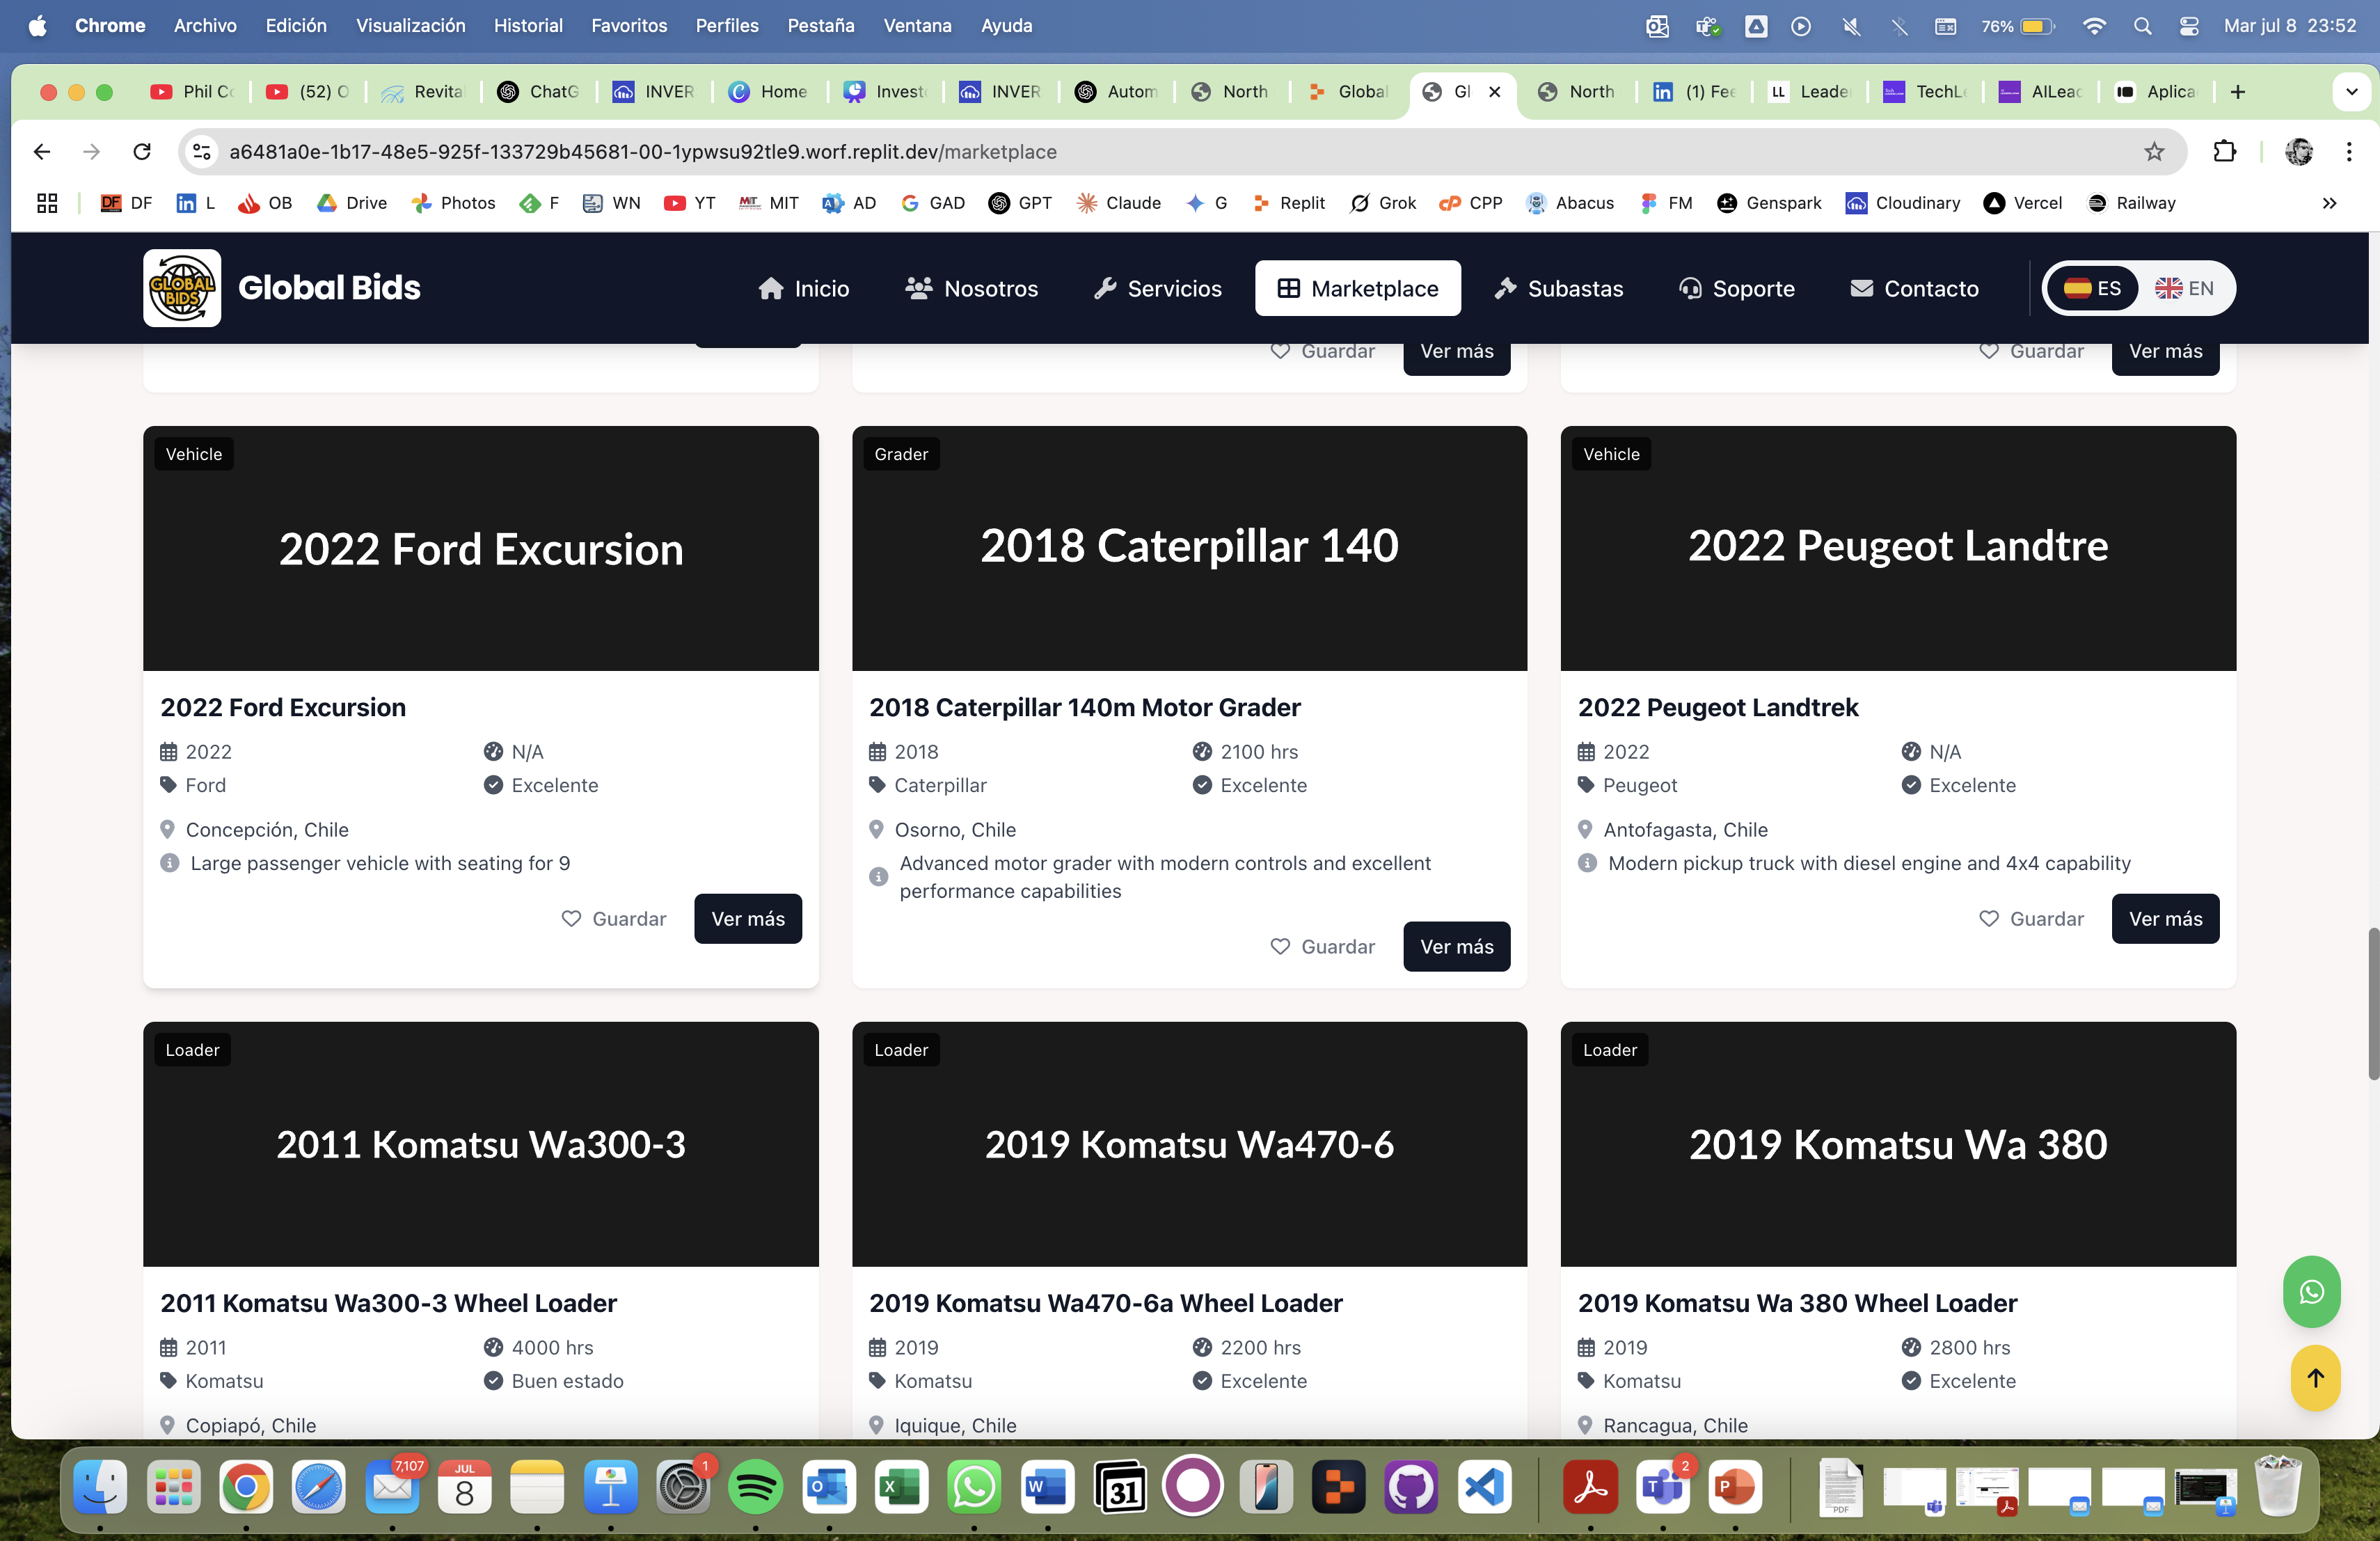 Chrome Archivo Edición Visualización Historial Favoritos Perfiles Pestaña Ventana Ayuda 76% Mar jul 8 23:52
Phil Co (52) O Revital ChatG INVER Home Invest INVER Autom North Global Gl North (1) Fee LL Leade TechLe AILead Aplica
a6481a0e-1b17-48e5-925f-133729b45681-00-1ypwsu92tle9.worf.replit.dev/marketplace
DF DF L OB Drive Photos F WN YT MIT AD GAD GPT Claude G Replit Grok CPP Abacus FM Genspark Cloudinary Vercel Railway
GLOBAL BIDS Global Bids Inicio Nosotros Servicios Marketplace Subastas Soporte Contacto ES EN
Guardar Ver más Guardar Ver más
Vehicle Grader Vehicle
2022 Ford Excursion 2018 Caterpillar 140 2022 Peugeot Landtre
2022 Ford Excursion 2018 Caterpillar 140m Motor Grader 2022 Peugeot Landtrek
2022 N/A 2018 2100 hrs 2022 N/A
Ford Excelente Caterpillar Excelente Peugeot Excelente
Concepción, Chile Osorno, Chile Antofagasta, Chile
Large passenger vehicle with seating for 9 Advanced motor grader with modern controls and excellent Modern pickup truck with diesel engine and 4x4 capability
performance capabilities
Guardar Ver más Guardar Ver más
Guardar Ver más
Loader Loader Loader
2011 Komatsu Wa300-3 2019 Komatsu Wa470-6 2019 Komatsu Wa 380
2011 Komatsu Wa300-3 Wheel Loader 2019 Komatsu Wa470-6a Wheel Loader 2019 Komatsu Wa 380 Wheel Loader
2011 4000 hrs 2019 2200 hrs 2019 2800 hrs
Komatsu Buen estado Komatsu Excelente Komatsu Excelente
Copiapó, Chile Iquique, Chile Rancagua, Chile
7,107 JUL 8 1 31 2 PDF